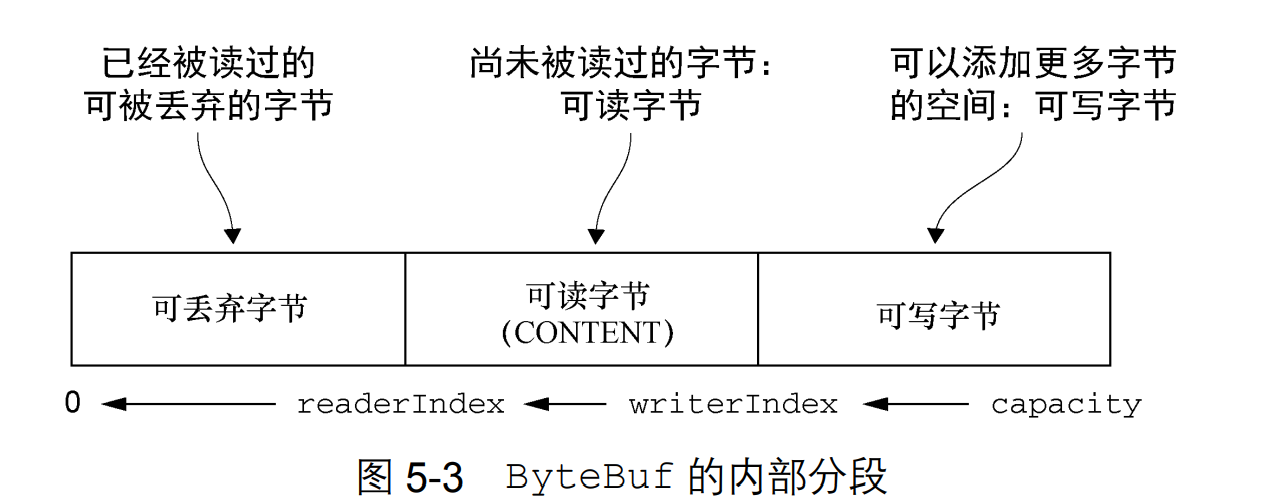 已经被读过的
可被丢弃的字节
尚未被读过的字节：
可读字节
可以添加更多字节
的空间：可写字节
可丢弃字节
可读字节
（CONTENT）
可写字节
0 readerIndex writerIndex capacity
图 5-3 ByteBuf 的内部分段